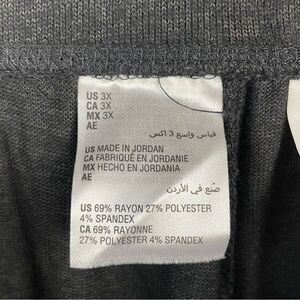 US 3X
CA 3X
MX 3X
AE
قياس واسع 3 اكس
US MADE IN JORDAN
CA FABRIQUÉ EN JORDANIE
MX HECHO EN JORDANIA
AE
صُنع في الأردن
US 69% RAYON 27% POLYESTER
4% SPANDEX
CA 69% RAYONNE
27% POLYESTER 4% SPANDEX